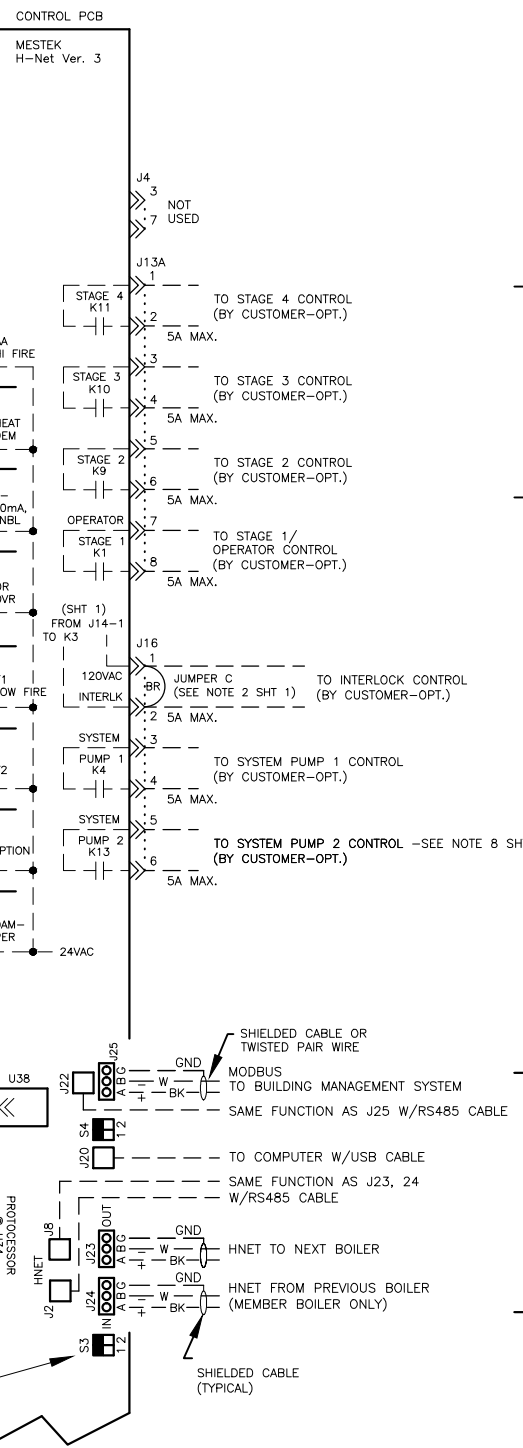 CONTROL PCB
MESTEK
H-Net Ver. 3
J4
3
7
NOT
USED
J13A
1
STAGE 4
K11
2
TO STAGE 4 CONTROL
(BY CUSTOMER-OPT.)
5A MAX.
3
STAGE 3
K10
4
TO STAGE 3 CONTROL
(BY CUSTOMER-OPT.)
5A MAX.
5
STAGE 2
K9
6
TO STAGE 2 CONTROL
(BY CUSTOMER-OPT.)
5A MAX.
OPERATOR
7
STAGE 1
K1
8
TO STAGE 1/
OPERATOR CONTROL
(BY CUSTOMER-OPT.)
5A MAX.
FIRE
0mA,
(SHT 1)
FROM J14-1
TO K3
J16
1
120VAC
INTERLK
BR
JUMPER C
(SEE NOTE 2 SHT 1)
2
5A MAX.
TO INTERLOCK CONTROL
(BY CUSTOMER-OPT.)
OW FIRE
SYSTEM
3
PUMP 1
K4
4
TO SYSTEM PUMP 1 CONTROL
(BY CUSTOMER-OPT.)
5A MAX.
SYSTEM
5
PUMP 2
K13
6
TO SYSTEM PUMP 2 CONTROL -SEE NOTE 8 SH
(BY CUSTOMER-OPT.)
5A MAX.
PTION
AM-
PER
24VAC
SHIELDED CABLE OR
TWISTED PAIR WIRE
U38
J22
J25
A B G
GND
W
BK
- +
MODBUS
TO BUILDING MANAGEMENT SYSTEM
SAME FUNCTION AS J25 W/RS485 CABLE
S4
1 2
J20
TO COMPUTER W/USB CABLE
SAME FUNCTION AS J23, 24
W/RS485 CABLE
PROTOCESSOR
HNET
J8
J2
J23
OUT
A B G
GND
W
BK
- +
HNET TO NEXT BOILER
J24
IN
A B G
GND
W
BK
- +
HNET FROM PREVIOUS BOILER
(MEMBER BOILER ONLY)
S3
1 2
SHIELDED CABLE
(TYPICAL)